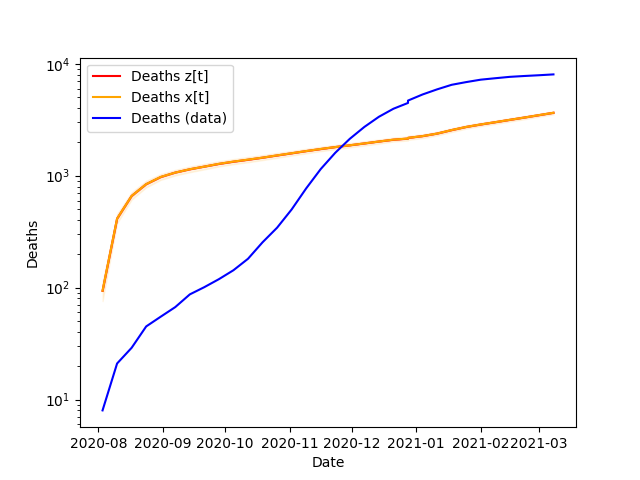 10^4
10^3
10^2
10^1
Deaths
Deaths z[t]
Deaths x[t]
Deaths (data)
2020-08 2020-09 2020-10 2020-11 2020-12 2021-01 2021-02 2021-03
Date